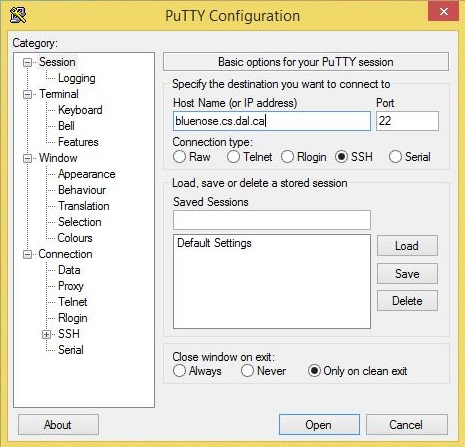 PuTTY Configuration
Category:
Session
Logging
Terminal
Keyboard
Bell
Features
Window
Appearance
Behaviour
Translation
Selection
Colours
Connection
Data
Proxy
Telnet
Rlogin
SSH
Serial
Basic options for your PuTTY session
Specify the destination you want to connect to
Host Name (or IP address) Port
bluenose.cs.dal.ca 22
Connection type:
Raw Telnet Rlogin SSH Serial
Load, save or delete a stored session
Saved Sessions
Default Settings
Load
Save
Delete
Close window on exit:
Always Never Only on clean exit
About Open Cancel